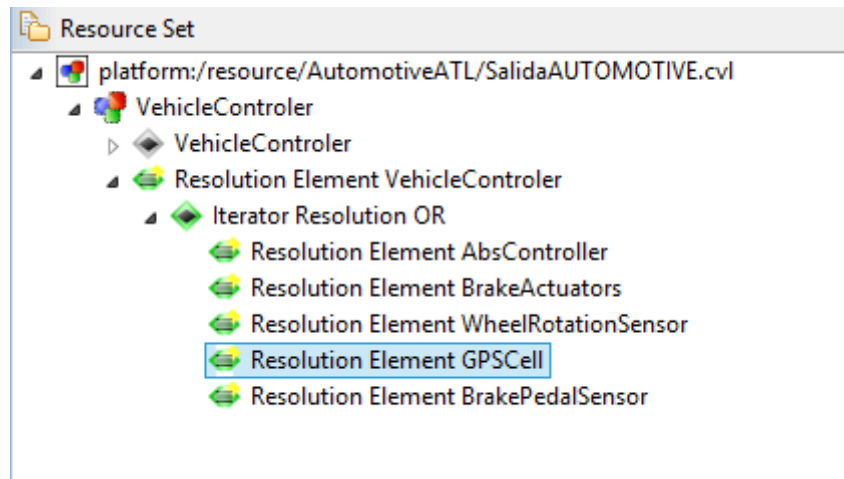 Resource Set
platform:/resource/AutomotiveATL/SalidaAUTOMOTIVE.cvl
VehicleControler
VehicleControler
Resolution Element VehicleControler
Iterator Resolution OR
Resolution Element AbsController
Resolution Element BrakeActuators
Resolution Element WheelRotationSensor
Resolution Element GPSCell
Resolution Element BrakePedalSensor